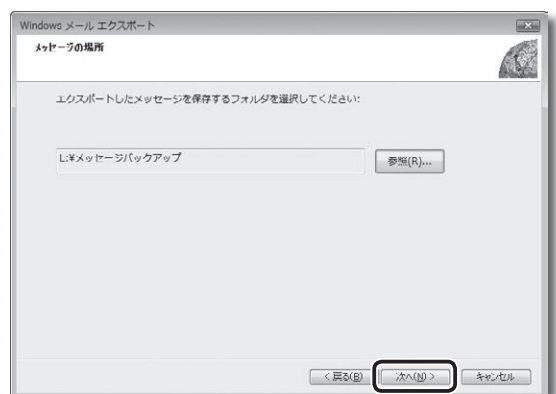 Windows メール エクスポート
メッセージの場所
エクスポートしたメッセージを保存するフォルダを選択してください:
L:¥メッセージバックアップ
参照(R)...
< 戻る(B)
次へ(N) >
キャンセル